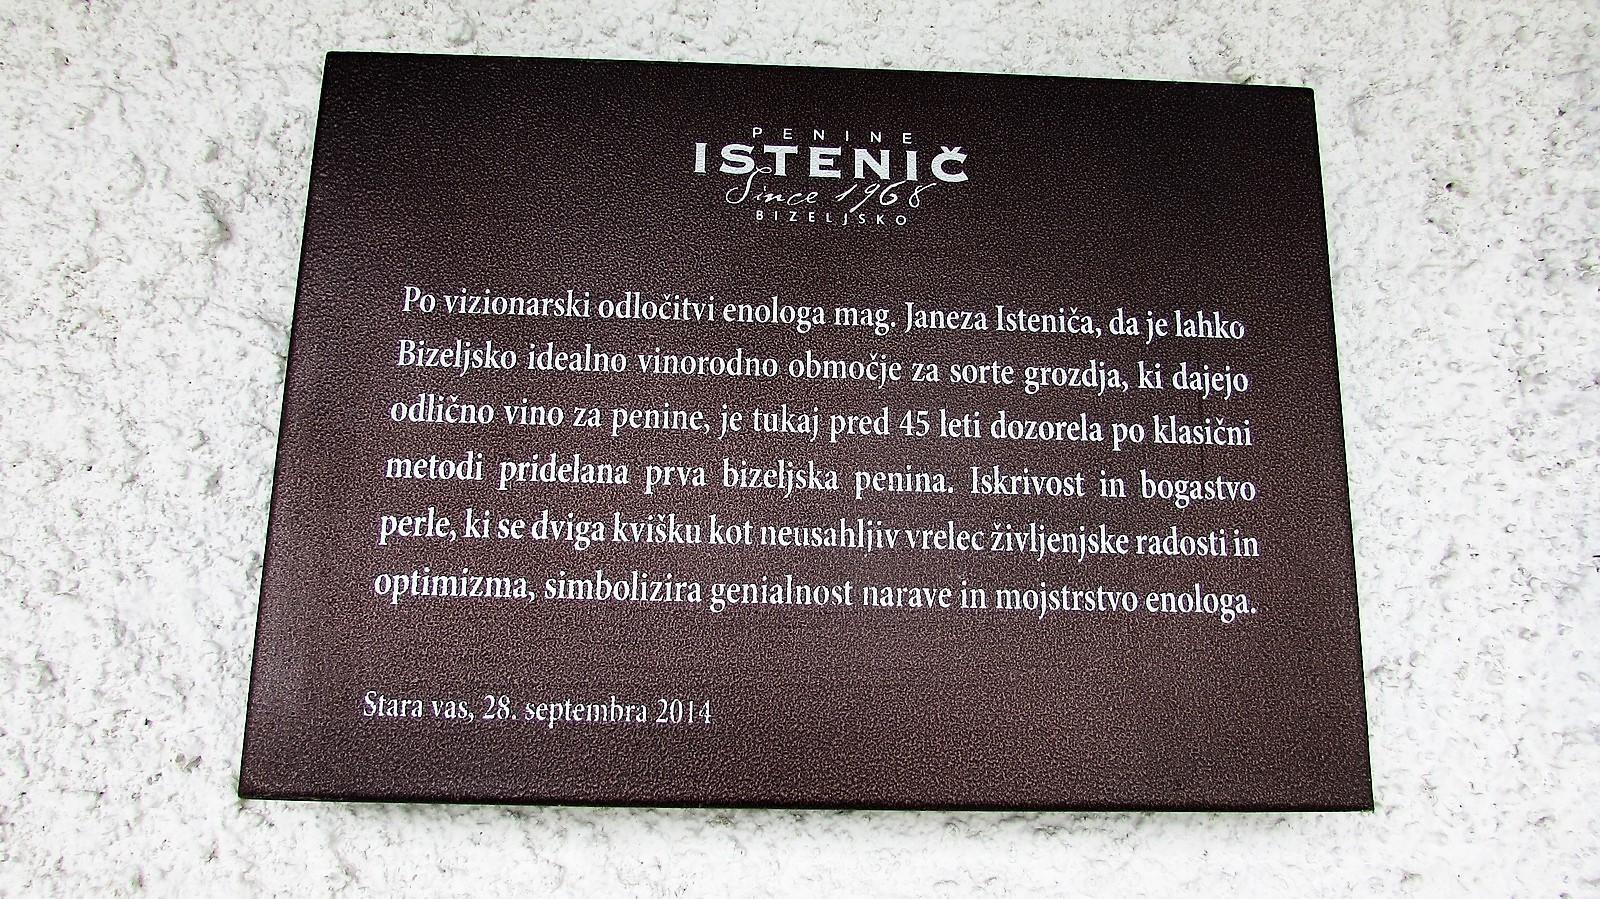 PENINE
ISTENIČ
Since 1968
BIZELJSKO
Po vizionarski odločitvi enologa mag. Janeza Isteniča, da je lahko
Bizeljsko idealno vinorodno območje za sorte grozdja, ki dajejo
odlično vino za penine, je tukaj pred 45 leti dozorela po klasični
metodi pridelana prva bizeljska penina. Iskrivost in bogastvo
perle, ki se dviga kvišku kot neusahljiv vrelec življenjske radosti in
optimizma, simbolizira genialnost narave in mojstrstvo enologa.
Stara vas, 28. septembra 2014